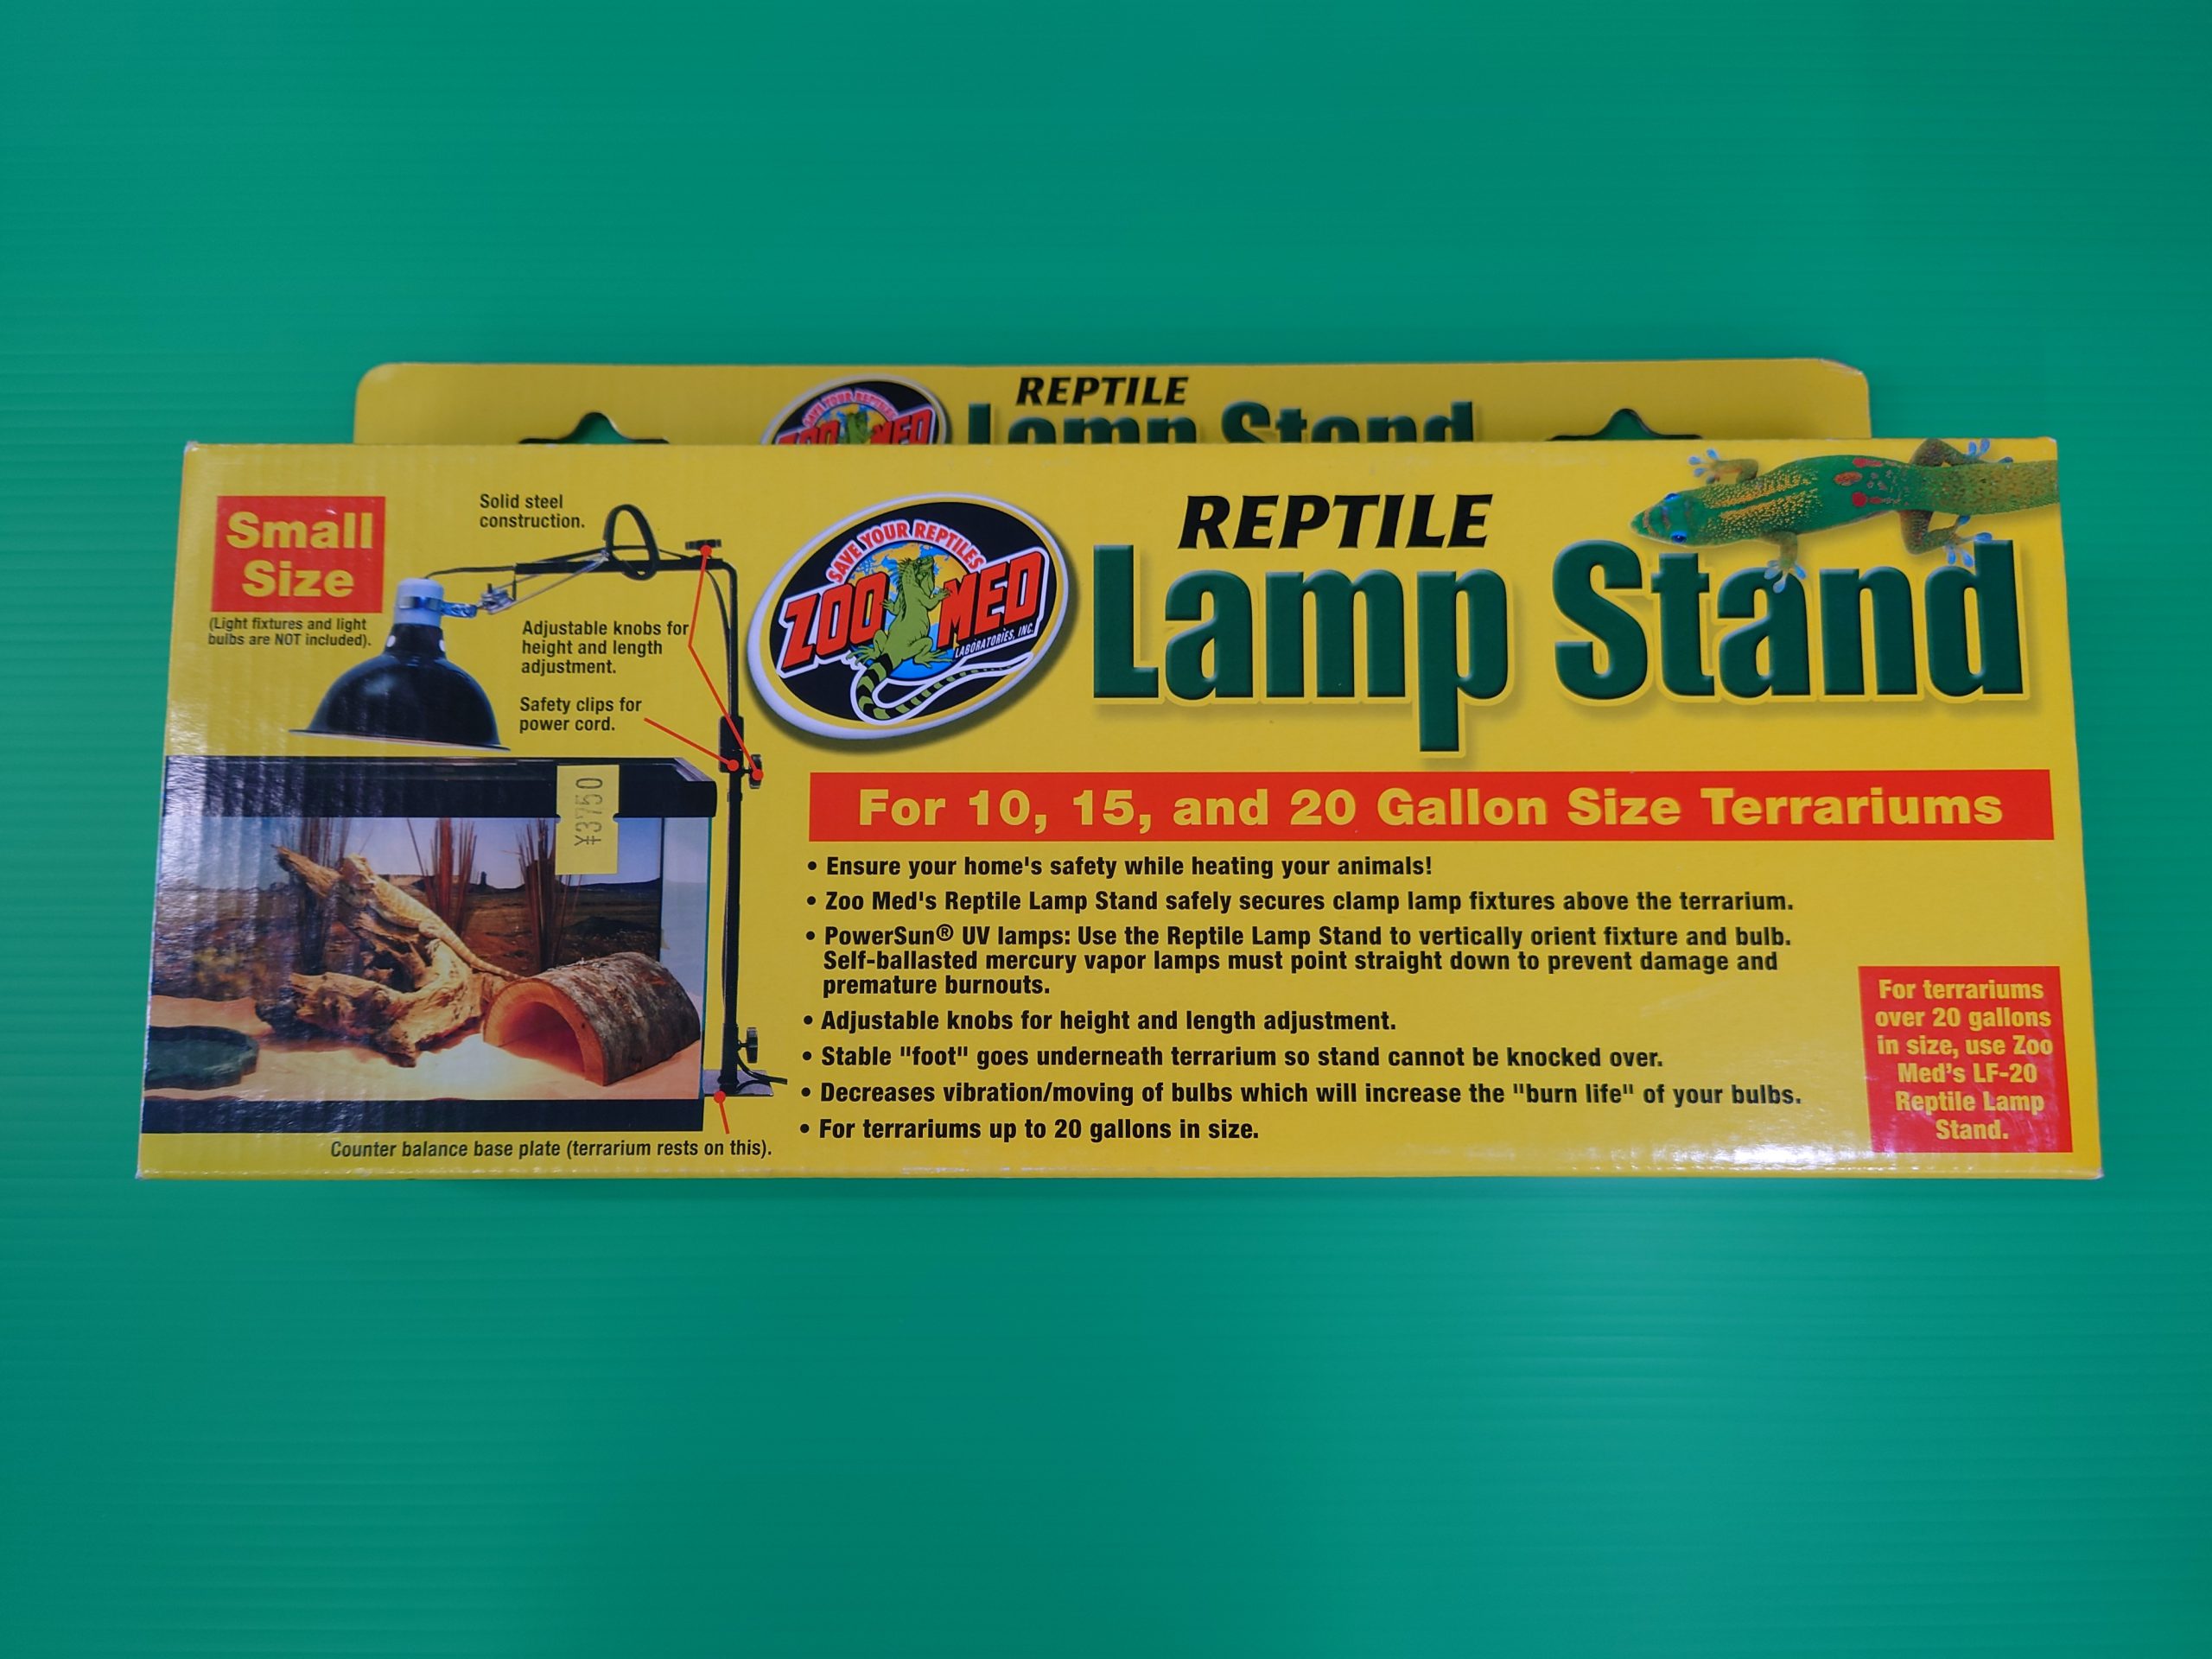 SAVE YOUR REPTILES
ZOO MED
REPTILE
Lamp Stand
Small
Size
(Light fixtures and light
bulbs are NOT included).
Solid steel
construction.
Adjustable knobs for
height and length
adjustment.
Safety clips for
power cord.
Counter balance base plate (terrarium rests on this).
SAVE YOUR REPTILES
ZOO MED
LABORATORIES, INC.
REPTILE
Lamp Stand
For 10, 15, and 20 Gallon Size Terrariums
• Ensure your home's safety while heating your animals!
• Zoo Med's Reptile Lamp Stand safely secures clamp lamp fixtures above the terrarium.
• PowerSun® UV lamps: Use the Reptile Lamp Stand to vertically orient fixture and bulb.
Self-ballasted mercury vapor lamps must point straight down to prevent damage and
premature burnouts.
• Adjustable knobs for height and length adjustment.
• Stable "foot" goes underneath terrarium so stand cannot be knocked over.
• Decreases vibration/moving of bulbs which will increase the "burn life" of your bulbs.
• For terrariums up to 20 gallons in size.
For terrariums
over 20 gallons
in size, use Zoo
Med's LF-20
Reptile Lamp
Stand.